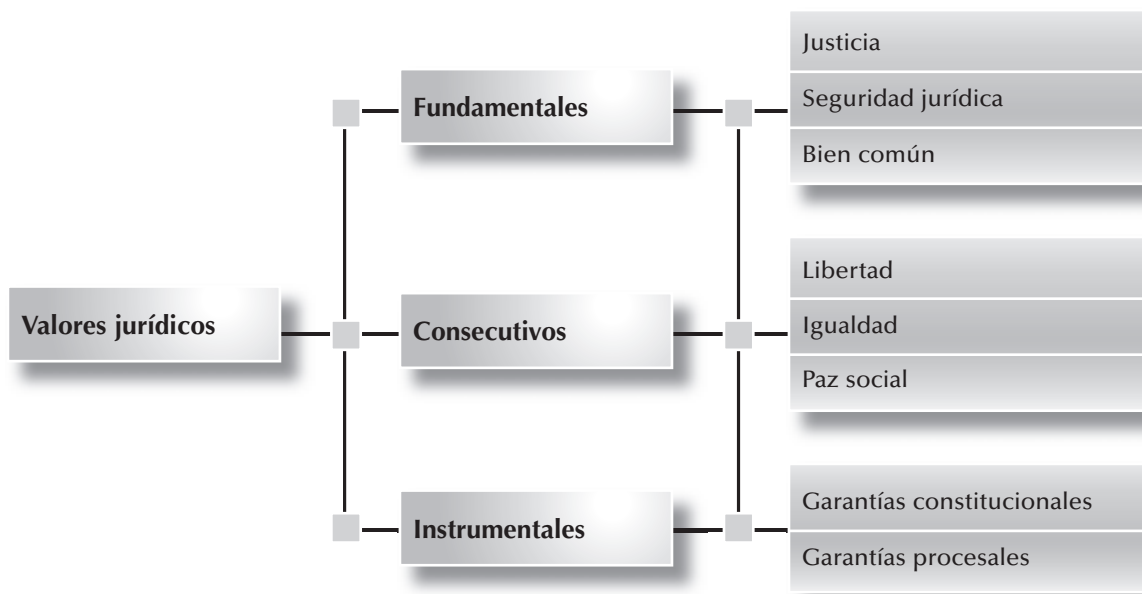 Valores jurídicos
Fundamentales
Justicia
Seguridad jurídica
Bien común
Consecutivos
Libertad
Igualdad
Paz social
Instrumentales
Garantías constitucionales
Garantías procesales